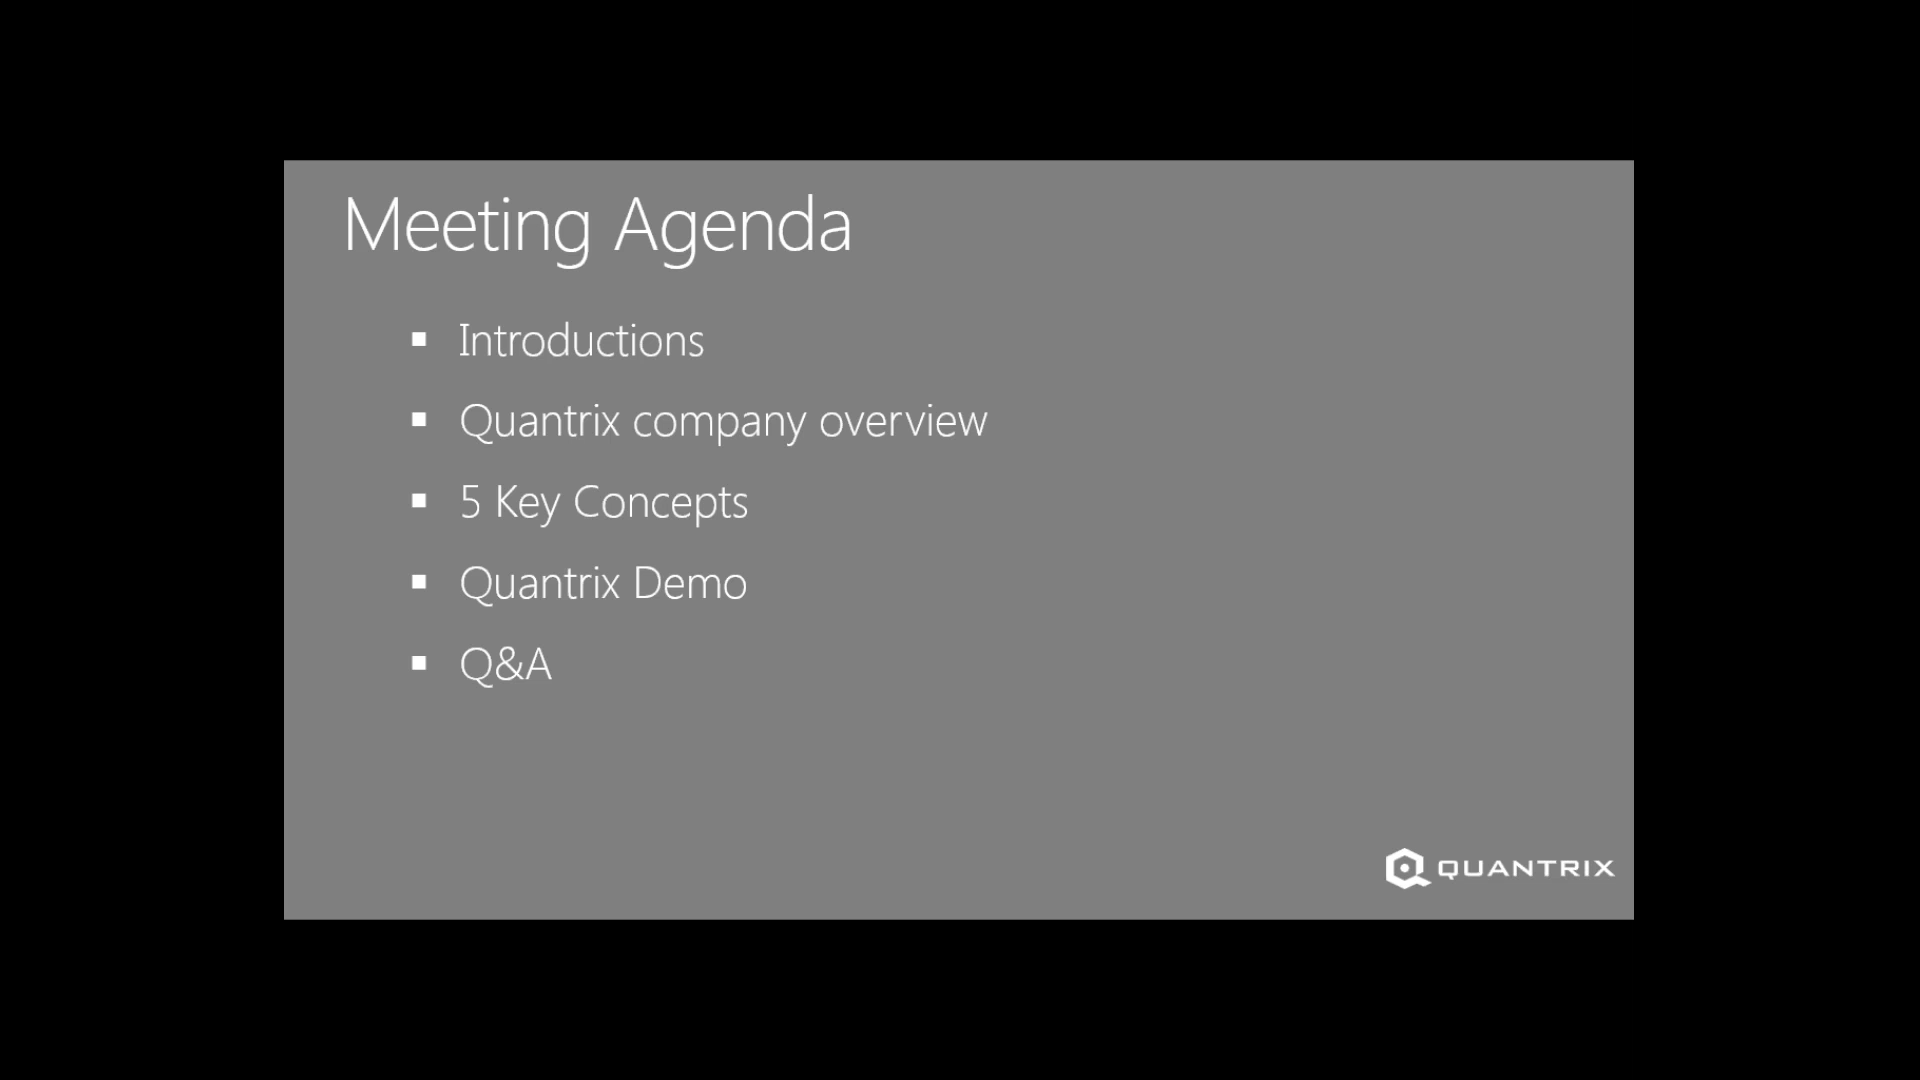 Meeting Agenda
▪ Introductions
▪ Quantrix company overview
▪ 5 Key Concepts
▪ Quantrix Demo
▪ Q&A
QUANTRIX